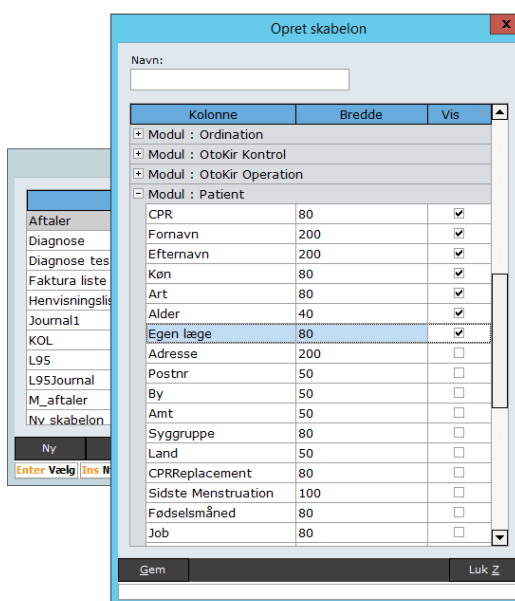 Opret skabelon
x
Navn:
Kolonne Bredde Vis
Modul : Ordination
Modul : OtoKir Kontrol
Modul : OtoKir Operation
Modul : Patient
CPR 80
Fornavn 200
Efternavn 200
Køn 80
Art 80
Alder 40
Egen læge 80
Adresse 200
Postnr 50
By 50
Amt 50
Syggruppe 80
Land 50
CPRReplacement 80
Sidste Menstruation 100
Fødselsmåned 80
Job 80
Gem Luk Z
Aftaler
Diagnose
Diagnose tes
Faktura liste
Henvisningslis
Journal1
KOL
L95
L95Journal
M_aftaler
Ny skabelon
Ny
Enter Vælg Ins N